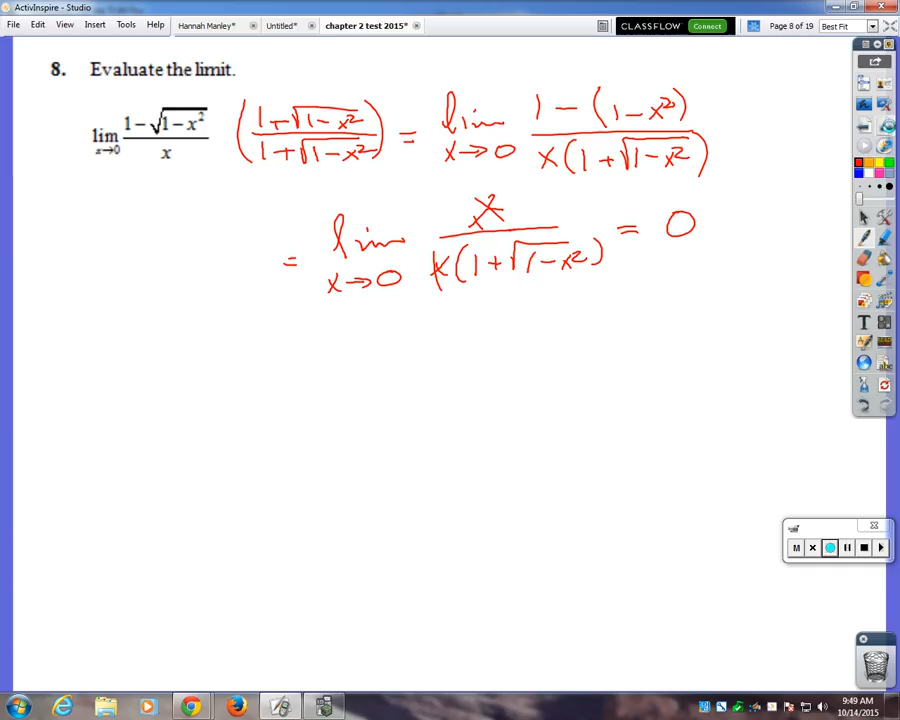 ActivInspire - Studio
File Edit View Insert Tools Help Hannah Manley* Untitled* chapter 2 test 2015* CLASSFLOW Connect Page 8 of 19 Best Fit
8. Evaluate the limit.
lim x→0 (1 − √(1 − x²)) / x ((1+√(1−x²)) / (1+√(1−x²))) = lim x→0 (1 − (1−x²)) / (x(1+√(1−x²)))
= lim x→0 x² / (x(1+√(1−x²))) = 0
M
9:49 AM
10/14/2015